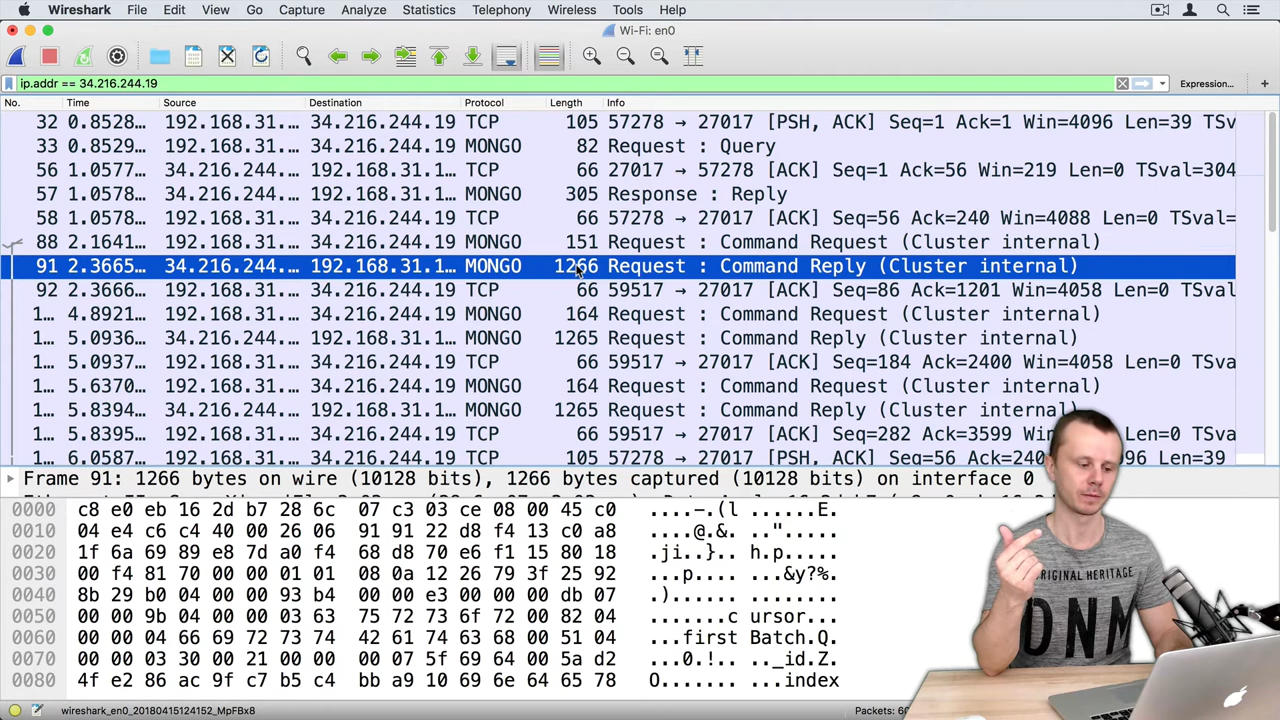 Wireshark File Edit View Go Capture Analyze Statistics Telephony Wireless Tools Help
Wi-Fi: en0
ip.addr == 34.216.244.19 Expression… +
No. Time Source Destination Protocol Length Info
32 0.8528… 192.168.31.… 34.216.244.19 TCP 105 57278 → 27017 [PSH, ACK] Seq=1 Ack=1 Win=4096 Len=39 TSv
33 0.8529… 192.168.31.… 34.216.244.19 MONGO 82 Request : Query
56 1.0577… 34.216.244.… 192.168.31.1… TCP 66 27017 → 57278 [ACK] Seq=1 Ack=56 Win=219 Len=0 TSval=304
57 1.0578… 34.216.244.… 192.168.31.1… MONGO 305 Response : Reply
58 1.0578… 192.168.31.… 34.216.244.19 TCP 66 57278 → 27017 [ACK] Seq=56 Ack=240 Win=4088 Len=0 TSval=
88 2.1641… 192.168.31.… 34.216.244.19 MONGO 151 Request : Command Request (Cluster internal)
91 2.3665… 34.216.244.… 192.168.31.1… MONGO 1266 Request : Command Reply (Cluster internal)
92 2.3666… 192.168.31.… 34.216.244.19 TCP 66 59517 → 27017 [ACK] Seq=86 Ack=1201 Win=4058 Len=0 TSva
1… 4.8921… 192.168.31.… 34.216.244.19 MONGO 164 Request : Command Request (Cluster internal)
1… 5.0936… 34.216.244.… 192.168.31.1… MONGO 1265 Request : Command Reply (Cluster internal)
1… 5.0937… 192.168.31.… 34.216.244.19 TCP 66 59517 → 27017 [ACK] Seq=184 Ack=2400 Win=4058 Len=0 TSv
1… 5.6370… 192.168.31.… 34.216.244.19 MONGO 164 Request : Command Request (Cluster internal)
1… 5.8394… 34.216.244.… 192.168.31.1… MONGO 1265 Request : Command Reply (Cluster internal)
1… 5.8395… 192.168.31.… 34.216.244.19 TCP 66 59517 → 27017 [ACK] Seq=282 Ack=3599 Win=4058 Len=0 TSv
1… 6.0587… 192.168.31.… 34.216.244.19 TCP 105 57278 → 27017 [PSH, ACK] Seq=56 Ack=240 Len=39
Frame 91: 1266 bytes on wire (10128 bits), 1266 bytes captured (10128 bits) on interface 0
0000 c8 e0 eb 16 2d b7 28 6c 07 c3 03 ce 08 00 45 c0 ....-.(l ......E.
0010 04 e4 c6 c4 40 00 26 06 91 91 22 d8 f4 13 c0 a8 ....@.&. ..".....
0020 1f 6a 69 89 e8 7d a0 f4 68 d8 70 e6 f1 15 80 18 .ji..}.. h.p.....
0030 00 f4 81 70 00 00 01 01 08 0a 12 26 79 3f 25 92 ...p.... ...&y?%.
0040 8b 29 b0 04 00 00 93 b4 00 00 e3 00 00 00 db 07 .)...... ........
0050 00 00 00 9b 04 00 00 03 63 75 72 73 6f 72 00 82 04 .......c ursor...
0060 00 00 04 66 69 72 73 74 42 61 74 63 68 00 51 04 ...first Batch.Q.
0070 00 00 03 30 00 21 00 00 00 07 5f 69 64 00 5a d2 ...0.!.. .._id.Z.
0080 4f e2 86 ac 9f c7 b5 c4 bb a9 10 69 6e 64 65 78 O....... ...index
ORIGINAL HERITAGE
DNM
wireshark_en0_20180415124152_MpFBx8 Packets: 60